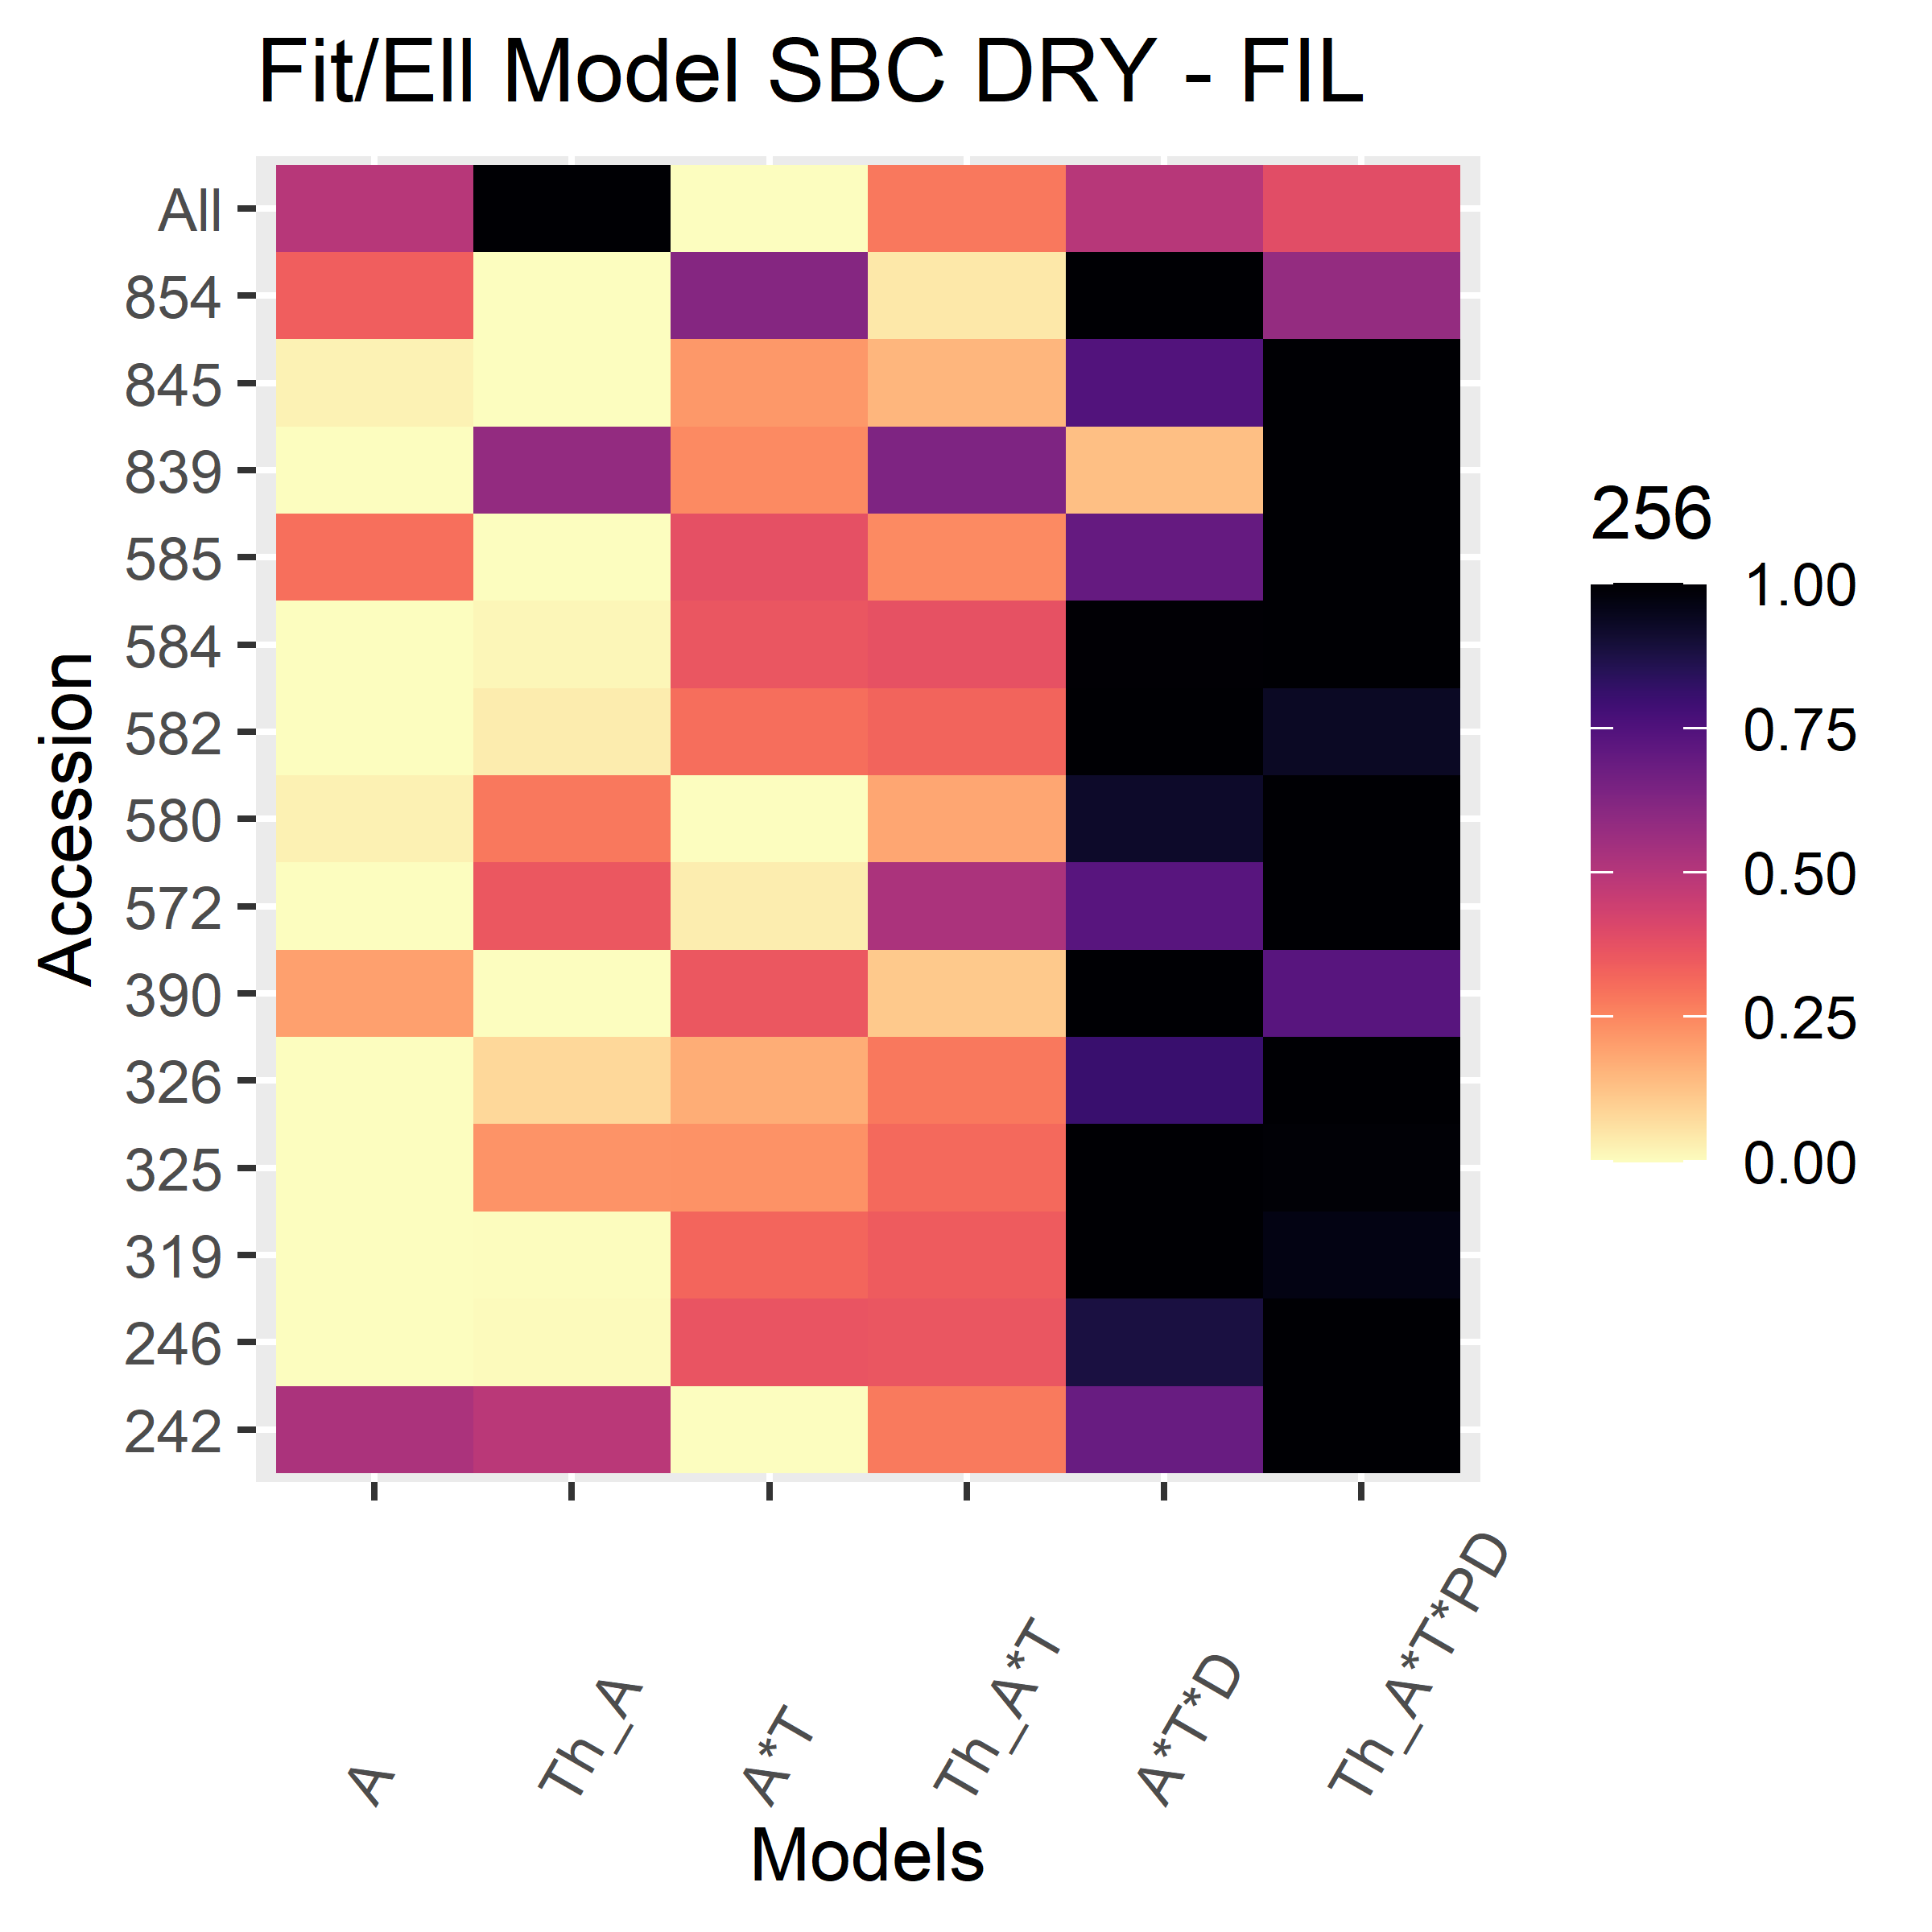 Fit/Ell Model SBC DRY - FIL
All
854
845
839
585
584
582
580
572
390
326
325
319
246
242
Accession
A
Th_A
A*T
Th_A*T
A*T*D
Th_A*T*PD
Models
256
1.00
0.75
0.50
0.25
0.00